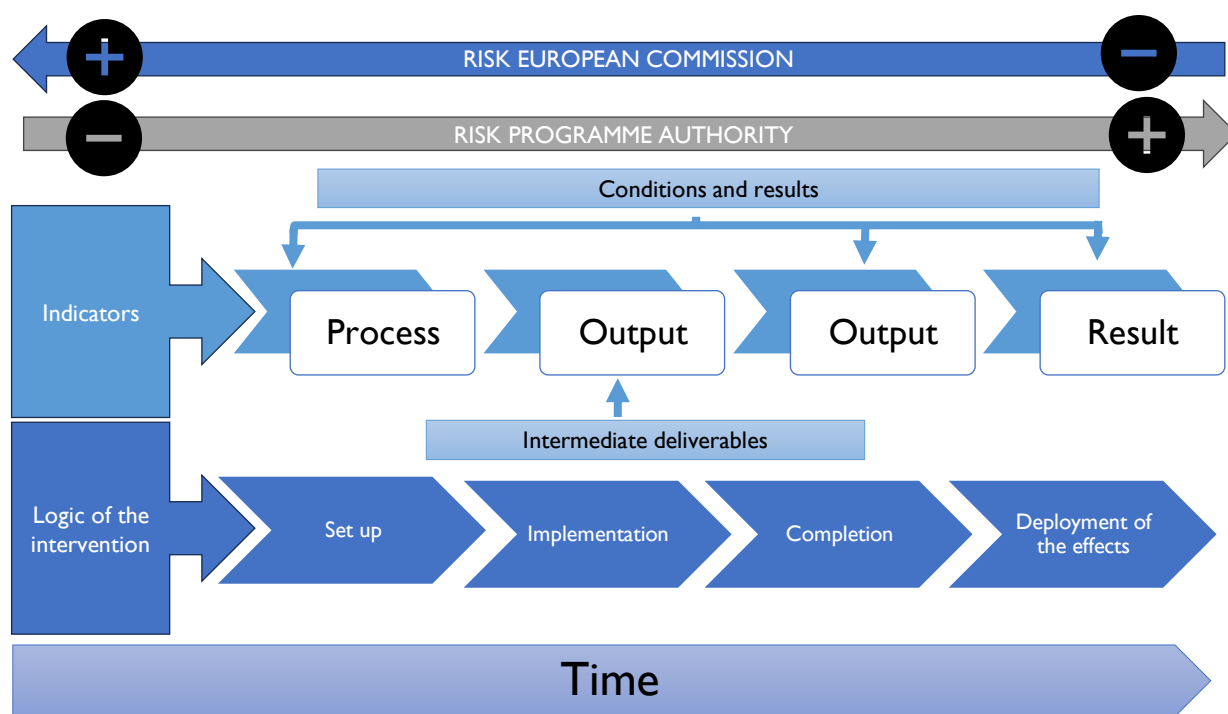 RISK EUROPEAN COMMISSION
RISK PROGRAMME AUTHORITY
Conditions and results
Indicators
Process
Output
Output
Result
Intermediate deliverables
Logic of the
intervention
Set up
Implementation
Completion
Deployment of
the effects
Time